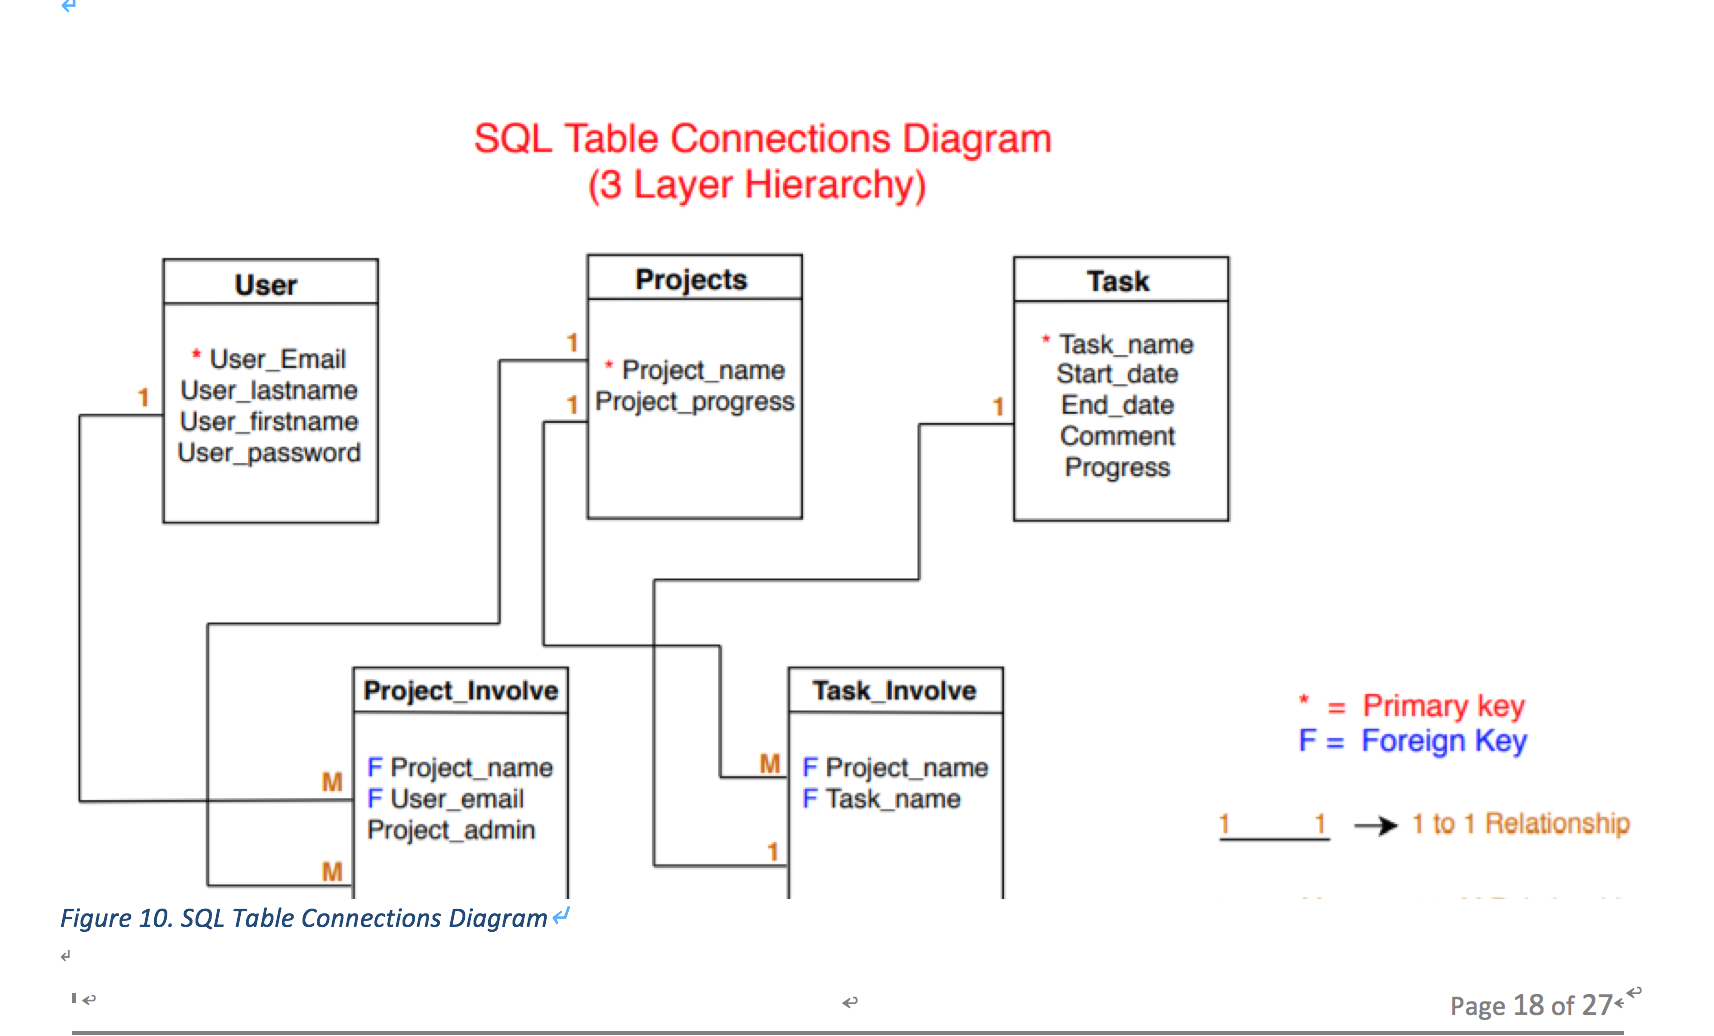 SQL Table Connections Diagram
(3 Layer Hierarchy)
User
* User_Email
User_lastname
User_firstname
User_password
1
Projects
* Project_name
Project_progress
1
1
Task
* Task_name
Start_date
End_date
Comment
Progress
1
Project_Involve
F Project_name
F User_email
Project_admin
M
M
Task_Involve
F Project_name
F Task_name
M
1
* = Primary key
F = Foreign Key
1 1 → 1 to 1 Relationship
Figure 10. SQL Table Connections Diagram
Page 18 of 27